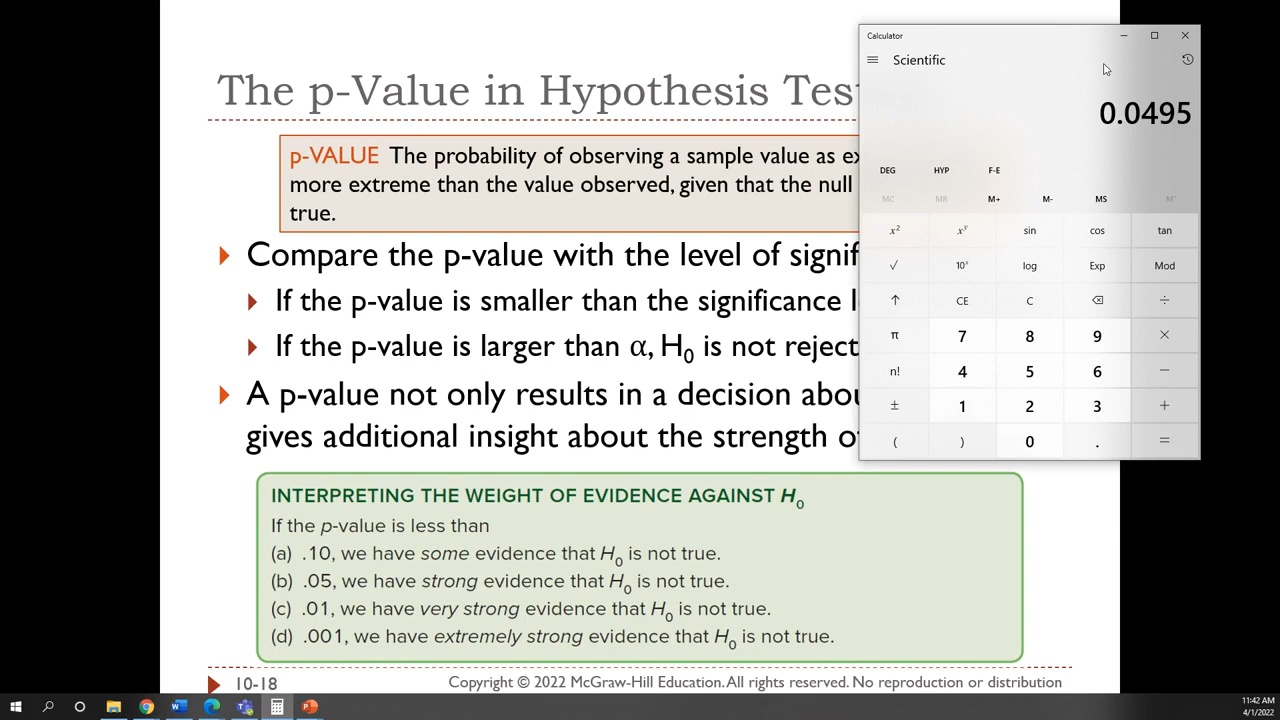 The p-Value in Hypothesis Tes
p-VALUE The probability of observing a sample value as ex
more extreme than the value observed, given that the null
true.
Compare the p-value with the level of signif
If the p-value is smaller than the significance l
If the p-value is larger than α, H₀ is not reject
A p-value not only results in a decision abou
gives additional insight about the strength of
INTERPRETING THE WEIGHT OF EVIDENCE AGAINST H₀
If the p-value is less than
(a) .10, we have some evidence that H₀ is not true.
(b) .05, we have strong evidence that H₀ is not true.
(c) .01, we have very strong evidence that H₀ is not true.
(d) .001, we have extremely strong evidence that H₀ is not true.
10-18
Copyright © 2022 McGraw-Hill Education. All rights reserved. No reproduction or distribution
Calculator
Scientific
0.0495
DEG HYP F-E
MC MR M+ M- MS M˅
x² xʸ sin cos tan
√ 10ˣ log Exp Mod
↑ CE C ⌫ ÷
π 7 8 9 ×
n! 4 5 6 −
± 1 2 3 +
( ) 0 . =
11:42 AM
4/1/2022